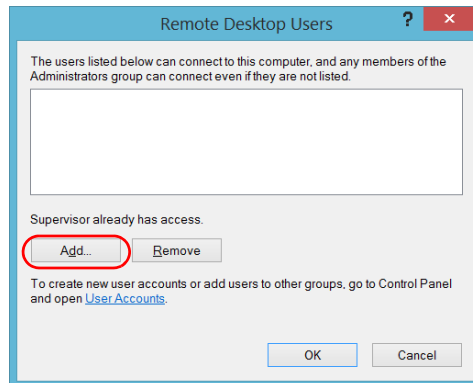 Remote Desktop Users
? ×
The users listed below can connect to this computer, and any members of the
Administrators group can connect even if they are not listed.
Supervisor already has access.
Add... Remove
To create new user accounts or add users to other groups, go to Control Panel
and open User Accounts.
OK Cancel